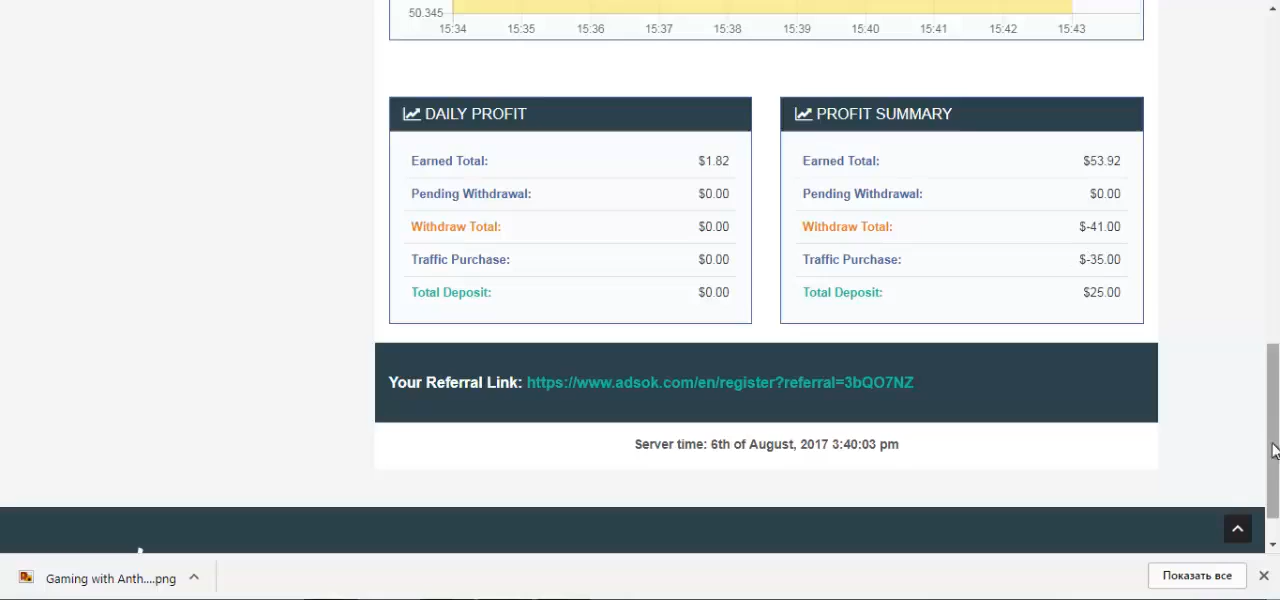 50.345
15:34 15:35 15:36 15:37 15:38 15:39 15:40 15:41 15:42 15:43
DAILY PROFIT
Earned Total: $1.82
Pending Withdrawal: $0.00
Withdraw Total: $0.00
Traffic Purchase: $0.00
Total Deposit: $0.00
PROFIT SUMMARY
Earned Total: $53.92
Pending Withdrawal: $0.00
Withdraw Total: $-41.00
Traffic Purchase: $-35.00
Total Deposit: $25.00
Your Referral Link: https://www.adsok.com/en/register?referral=3bQO7NZ
Server time: 6th of August, 2017 3:40:03 pm
Gaming with Anth....png
Показать все